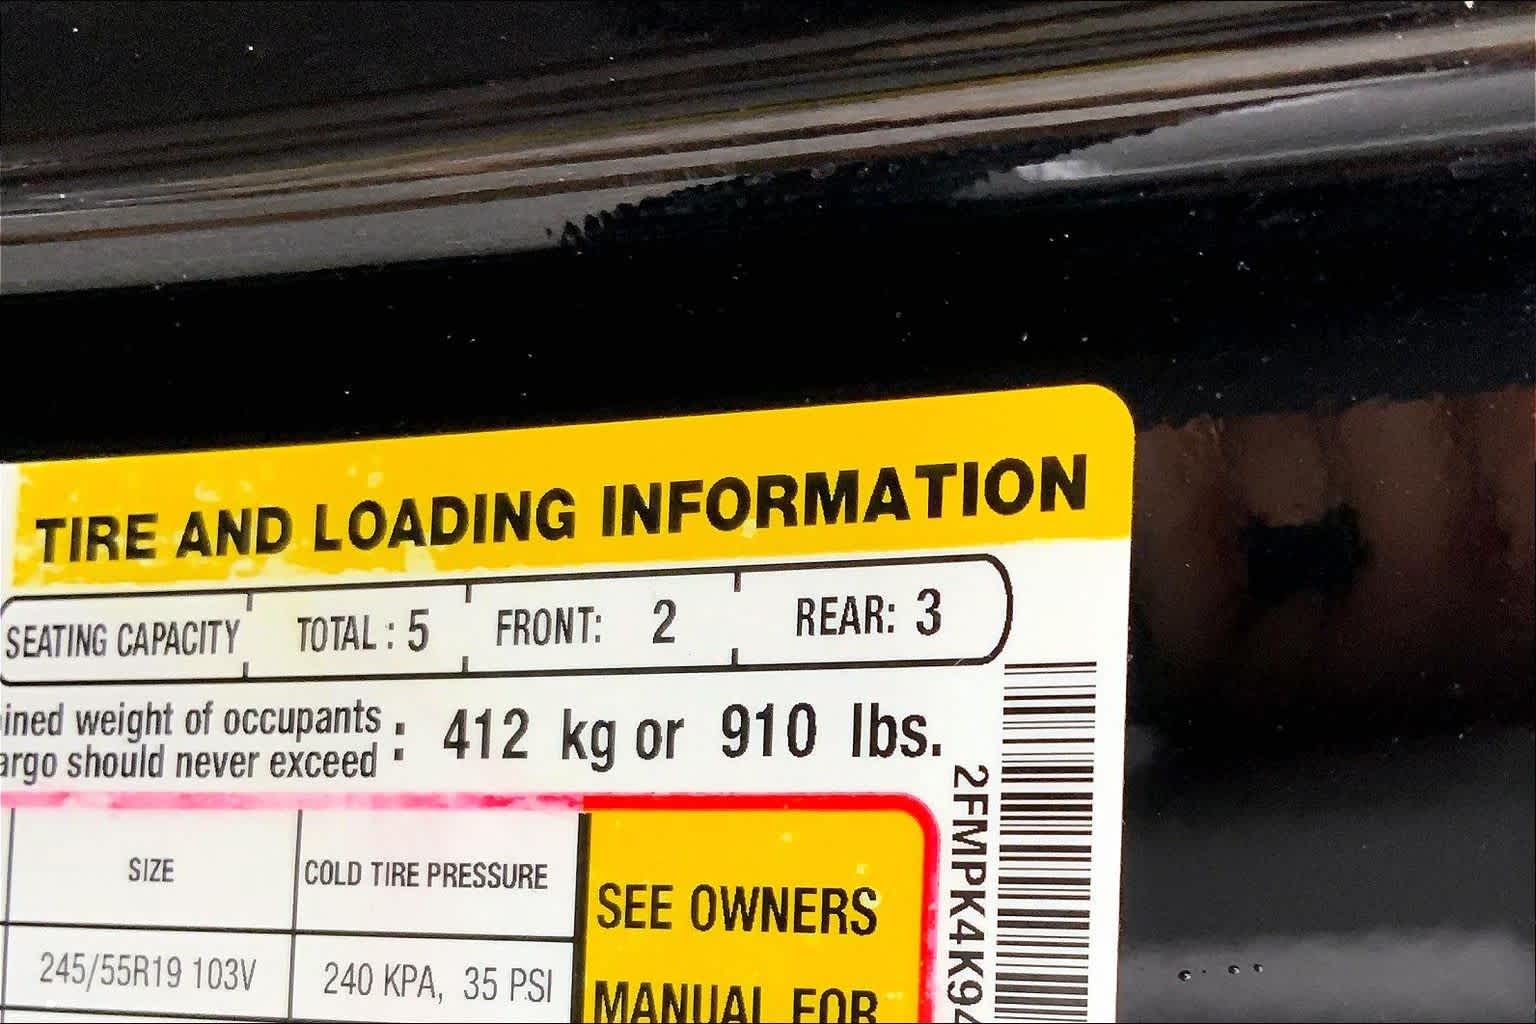 TIRE AND LOADING INFORMATION
SEATING CAPACITY TOTAL : 5 FRONT: 2 REAR: 3
ined weight of occupants
argo should never exceed : 412 kg or 910 lbs.
SIZE COLD TIRE PRESSURE
245/55R19 103V 240 KPA, 35 PSI
SEE OWNERS
MANUAL FOR
2FMPK4K94